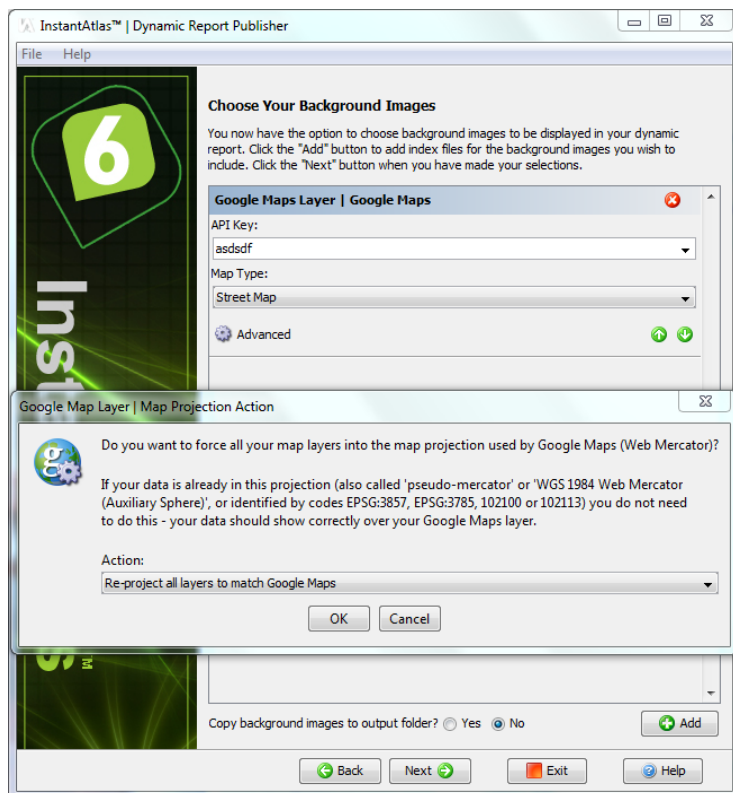 InstantAtlas™ | Dynamic Report Publisher
File Help
6
Inst
Choose Your Background Images
You now have the option to choose background images to be displayed in your dynamic
report. Click the "Add" button to add index files for the background images you wish to
include. Click the "Next" button when you have made your selections.
Google Maps Layer | Google Maps
API Key:
asdsdf
Map Type:
Street Map
Advanced
Google Map Layer | Map Projection Action
Do you want to force all your map layers into the map projection used by Google Maps (Web Mercator)?
If your data is already in this projection (also called 'pseudo-mercator' or 'WGS 1984 Web Mercator
(Auxiliary Sphere)', or identified by codes EPSG:3857, EPSG:3785, 102100 or 102113) you do not need
to do this - your data should show correctly over your Google Maps layer.
Action:
Re-project all layers to match Google Maps
OK Cancel
s™
Copy background images to output folder? Yes No
Add
Back Next Exit Help